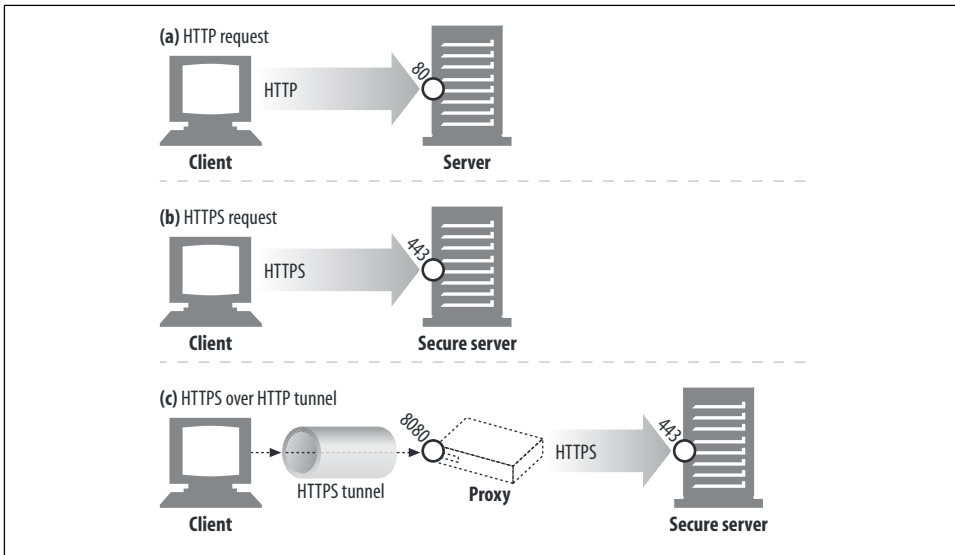 (a) HTTP request
HTTP
80
Client
Server
(b) HTTPS request
HTTPS
443
Client
Secure server
(c) HTTPS over HTTP tunnel
8080
HTTPS
443
HTTPS tunnel
Proxy
Client
Secure server